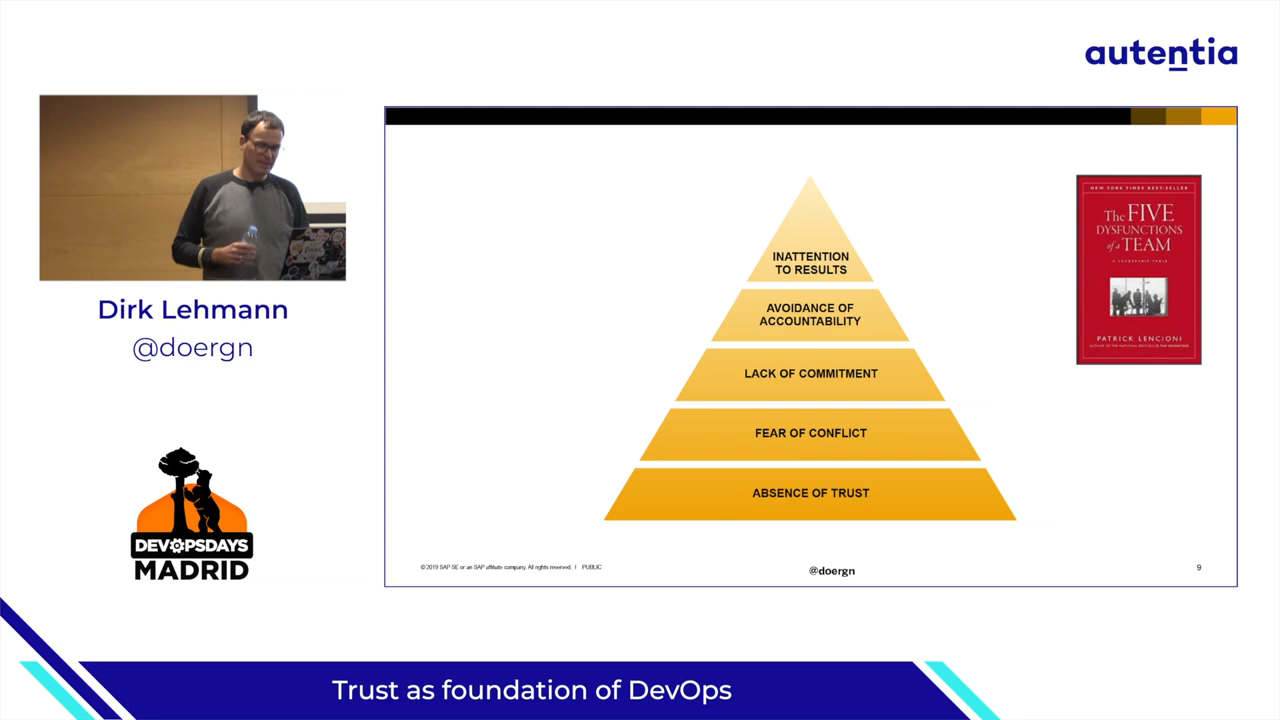 autentia
Dirk Lehmann
@doergn
DEVOPSDAYS
MADRID
INATTENTION
TO RESULTS
AVOIDANCE OF
ACCOUNTABILITY
LACK OF COMMITMENT
FEAR OF CONFLICT
ABSENCE OF TRUST
NEW YORK TIMES BEST-SELLER
The FIVE
DYSFUNCTIONS
of a TEAM
A LEADERSHIP FABLE
PATRICK LENCIONI
© 2019 SAP SE or an SAP affiliate company. All rights reserved. I PUBLIC
@doergn
9
Trust as foundation of DevOps